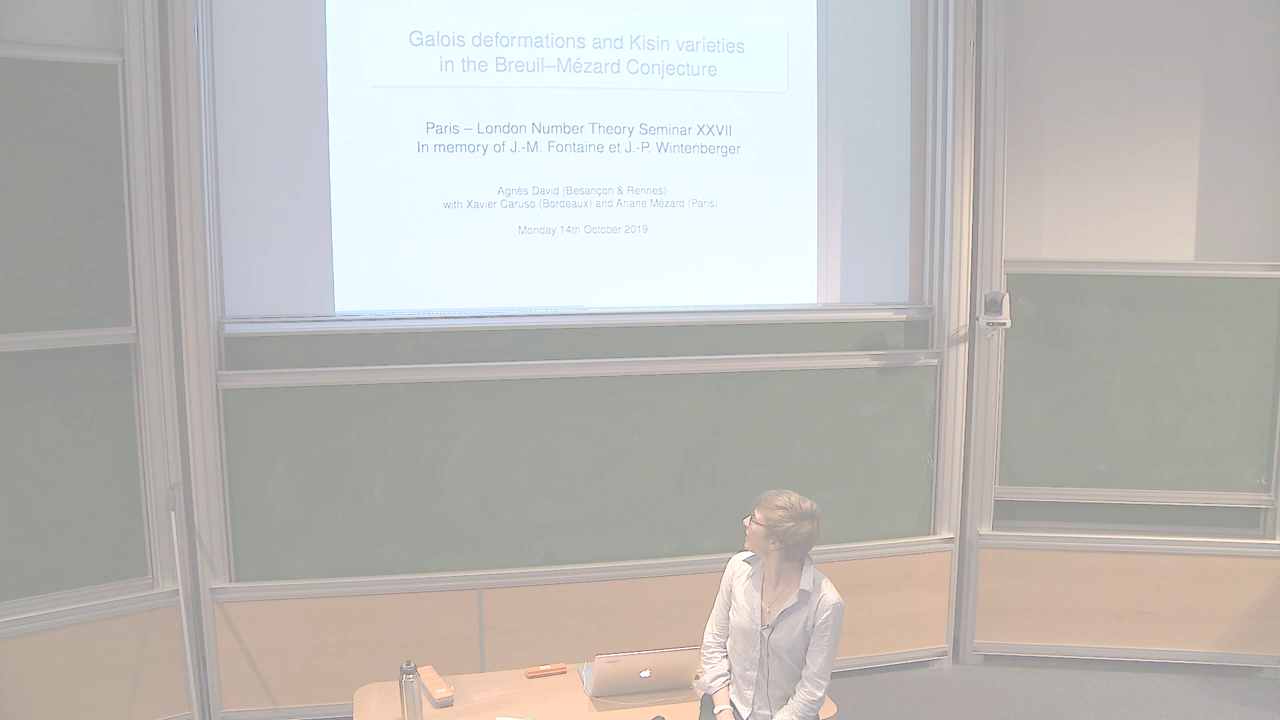 Galois deformations and Kisin varieties
in the Breuil–Mézard Conjecture
Paris – London Number Theory Seminar XXVII
In memory of J.-M. Fontaine et J.-P. Wintenberger
Agnès David (Besançon & Rennes)
with Xavier Caruso (Bordeaux) and Ariane Mézard (Paris)
Monday 14th October 2019